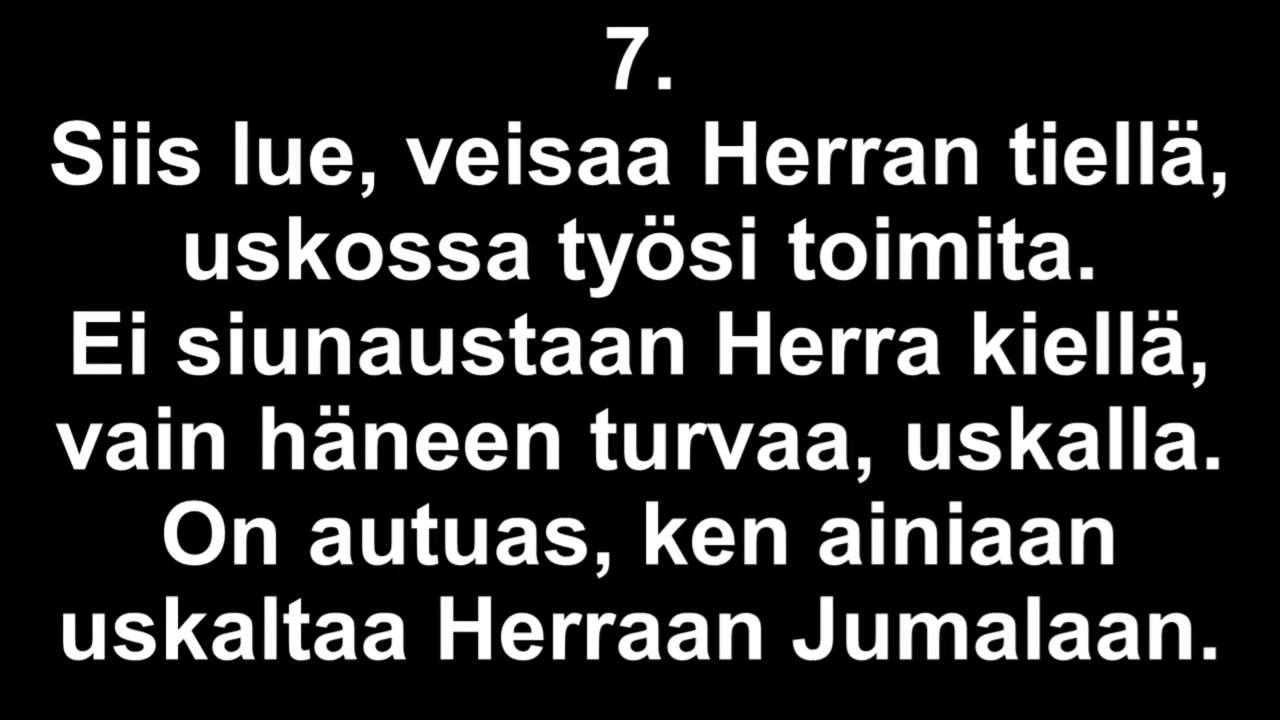 7.
Siis lue, veisaa Herran tiellä,
uskossa työsi toimita.
Ei siunaustaan Herra kiellä,
vain häneen turvaa, uskalla.
On autuas, ken ainiaan
uskaltaa Herraan Jumalaan.